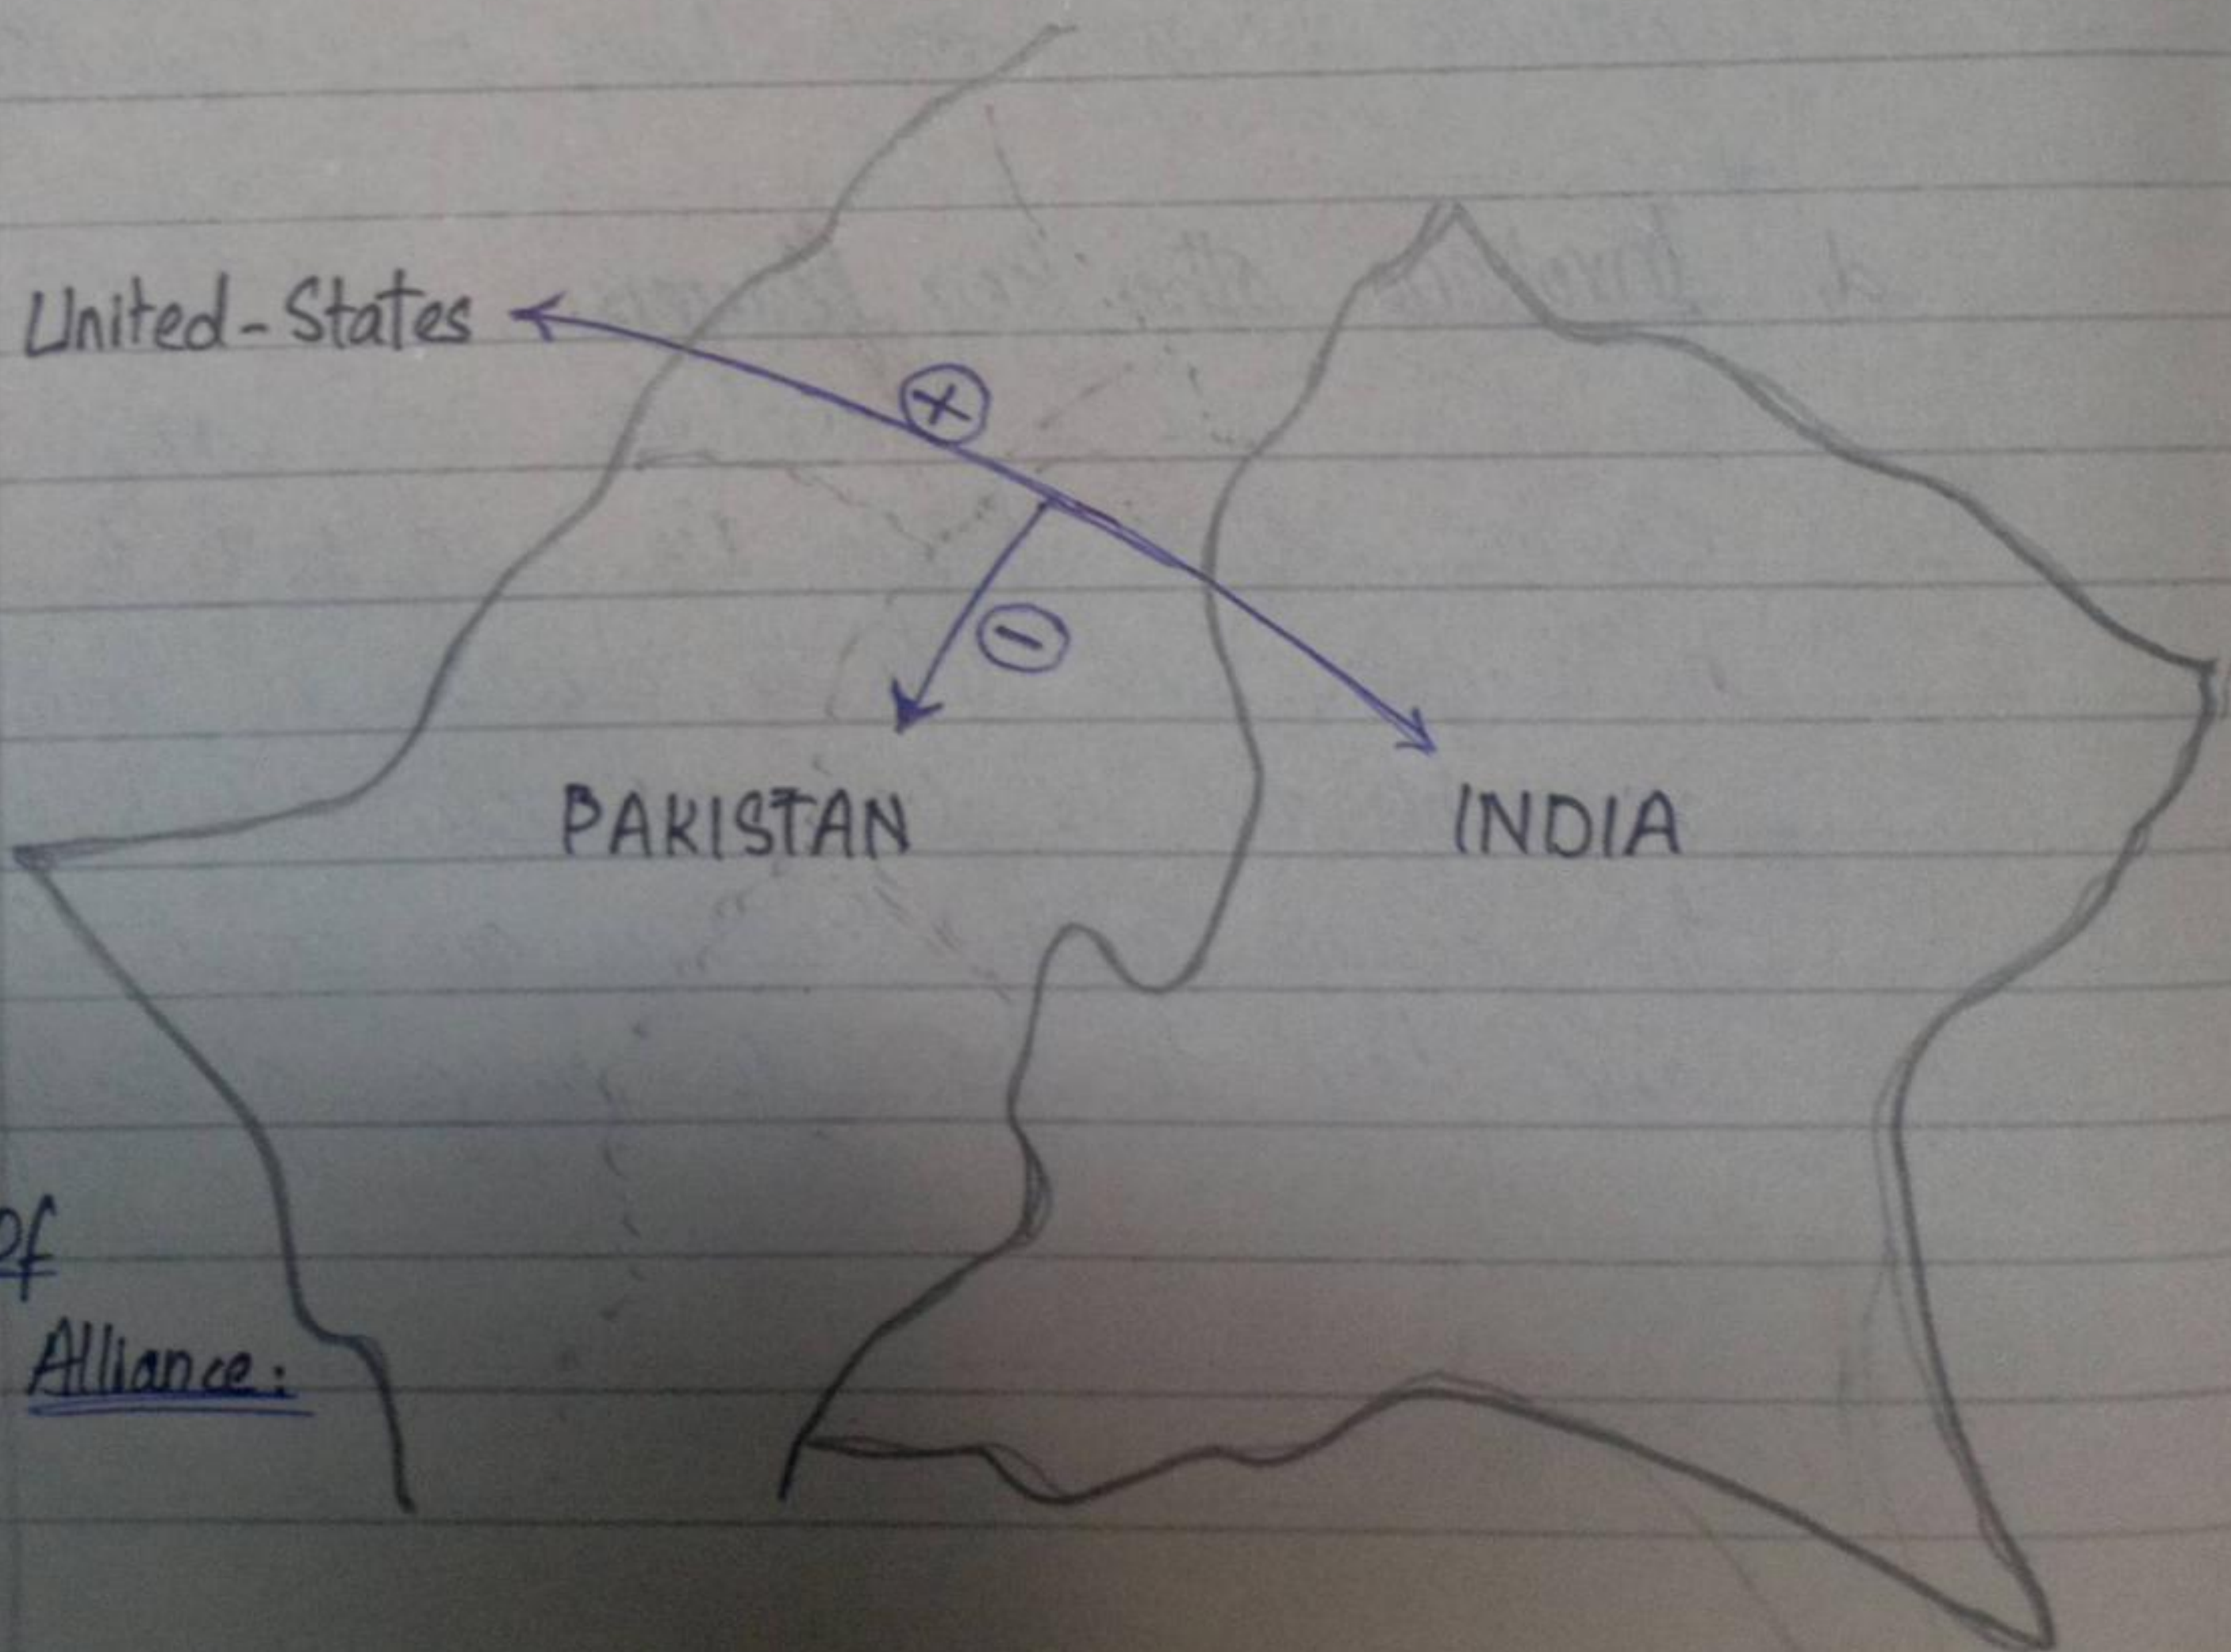 United-States
+
-
PAKISTAN INDIA
of
Alliance: